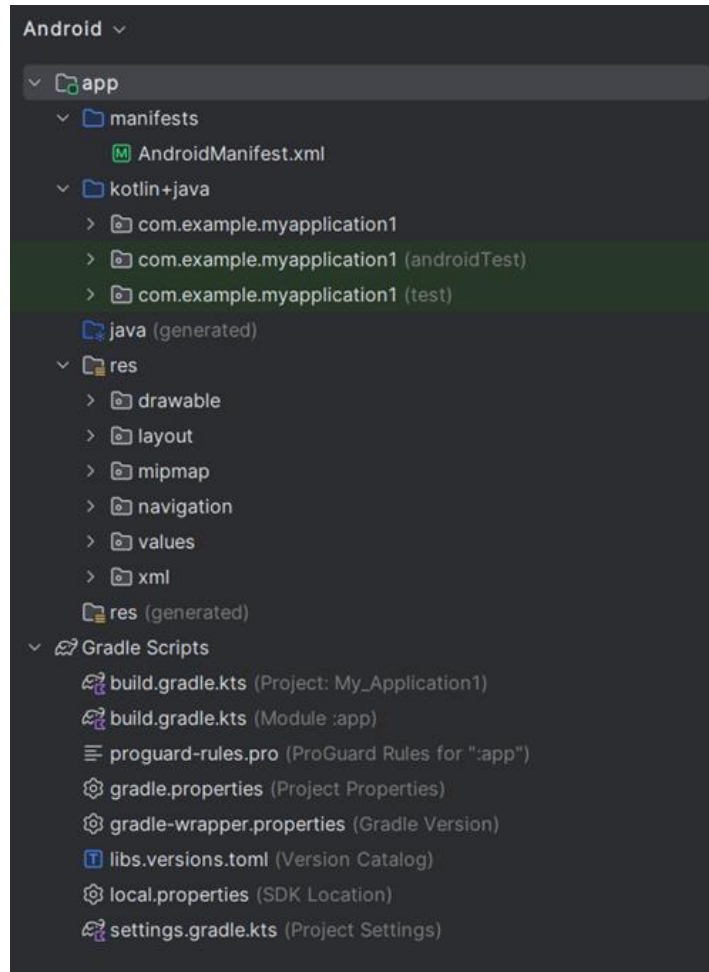 Android
app
manifests
AndroidManifest.xml
kotlin+java
com.example.myapplication1
com.example.myapplication1 (androidTest)
com.example.myapplication1 (test)
java (generated)
res
drawable
layout
mipmap
navigation
values
xml
res (generated)
Gradle Scripts
build.gradle.kts (Project: My_Application1)
build.gradle.kts (Module :app)
proguard-rules.pro (ProGuard Rules for ":app")
gradle.properties (Project Properties)
gradle-wrapper.properties (Gradle Version)
libs.versions.toml (Version Catalog)
local.properties (SDK Location)
settings.gradle.kts (Project Settings)